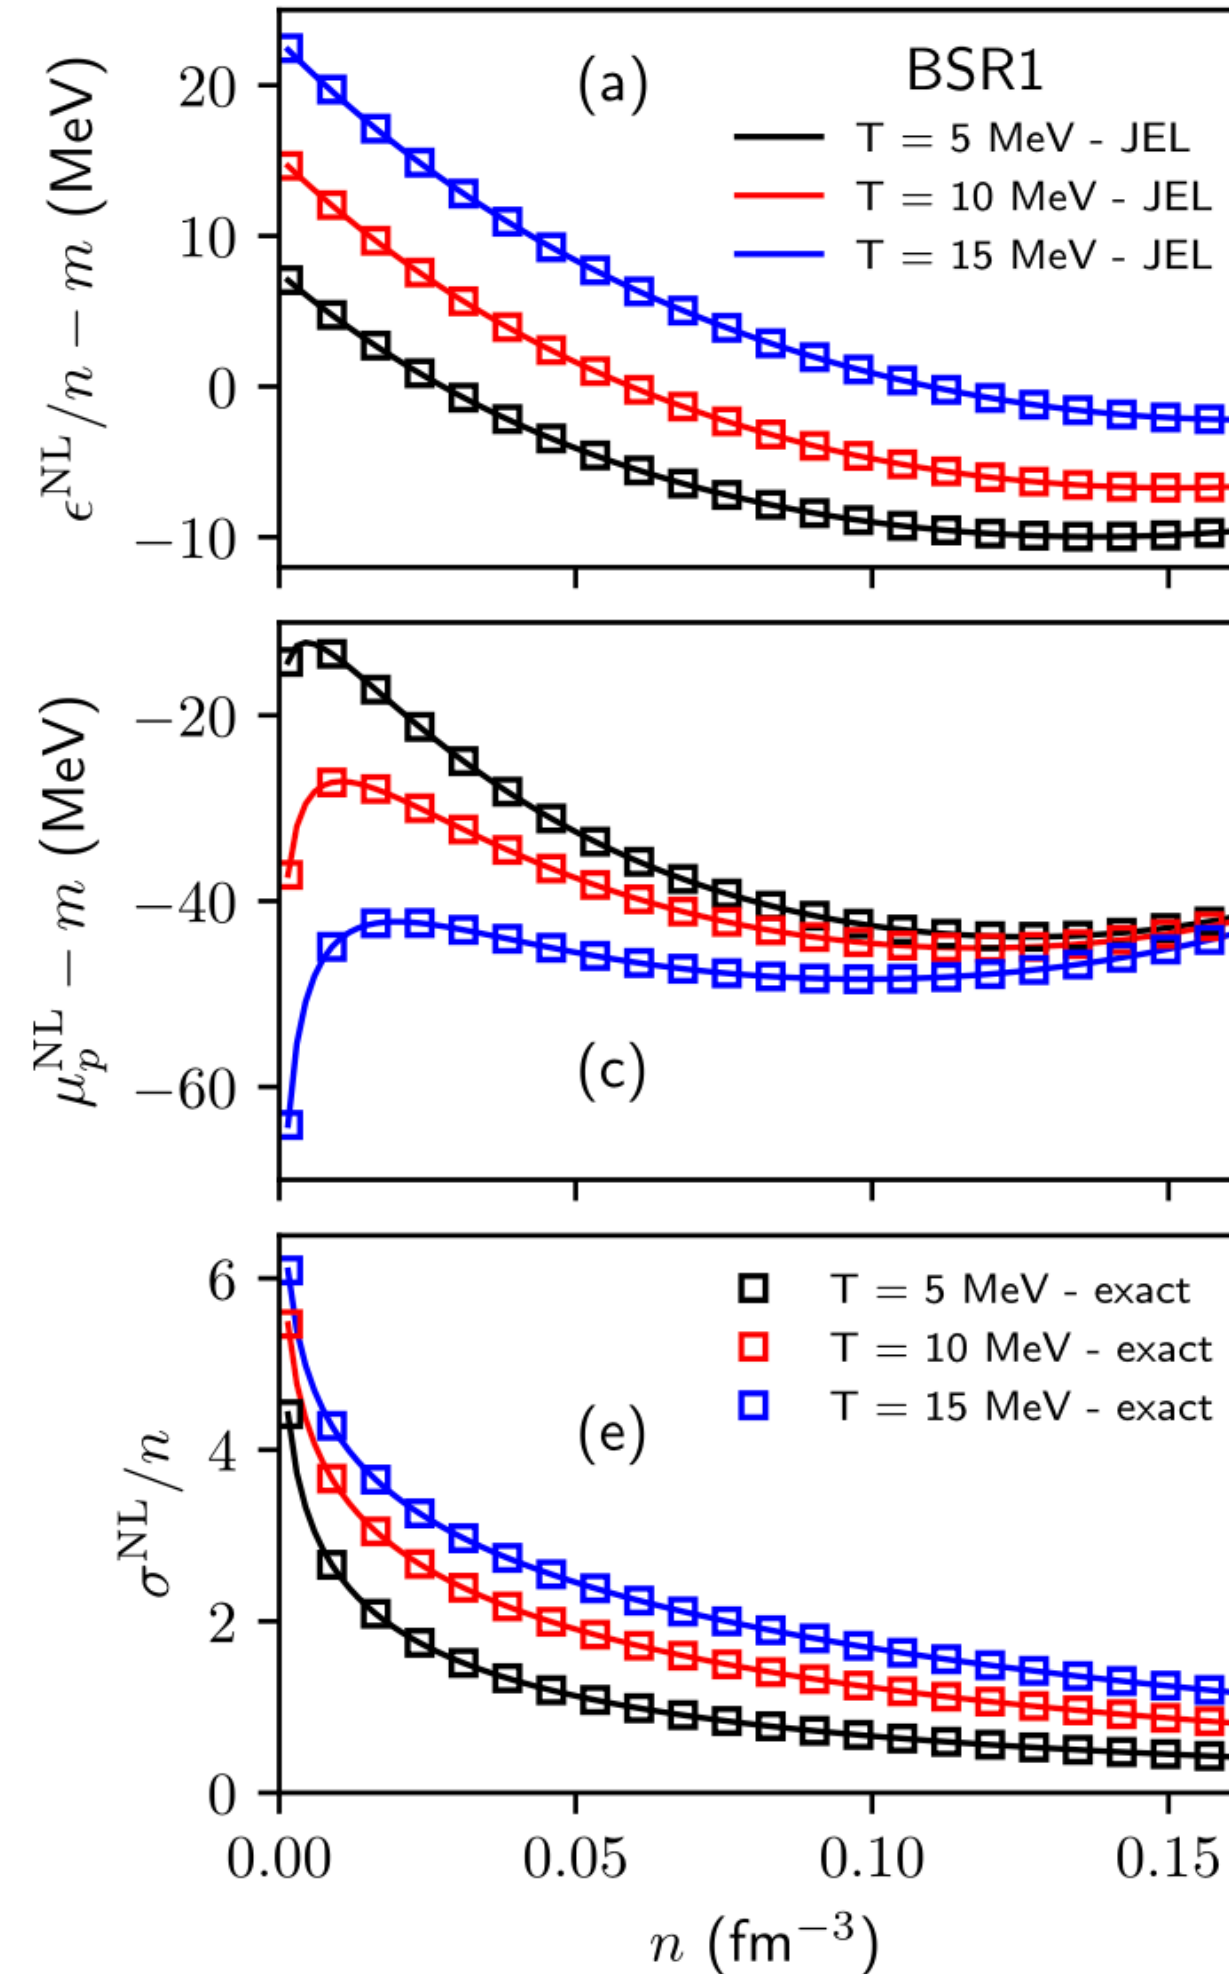 (a)
BSR1
T = 5 MeV - JEL
T = 10 MeV - JEL
T = 15 MeV - JEL
20
10
0
−10
ϵ^NL/n − m (MeV)
−20
−40
−60
μ_p^NL − m (MeV)
(c)
6
4
2
0
σ^NL/n
T = 5 MeV - exact
T = 10 MeV - exact
T = 15 MeV - exact
(e)
0.00 0.05 0.10 0.15
n (fm⁻³)